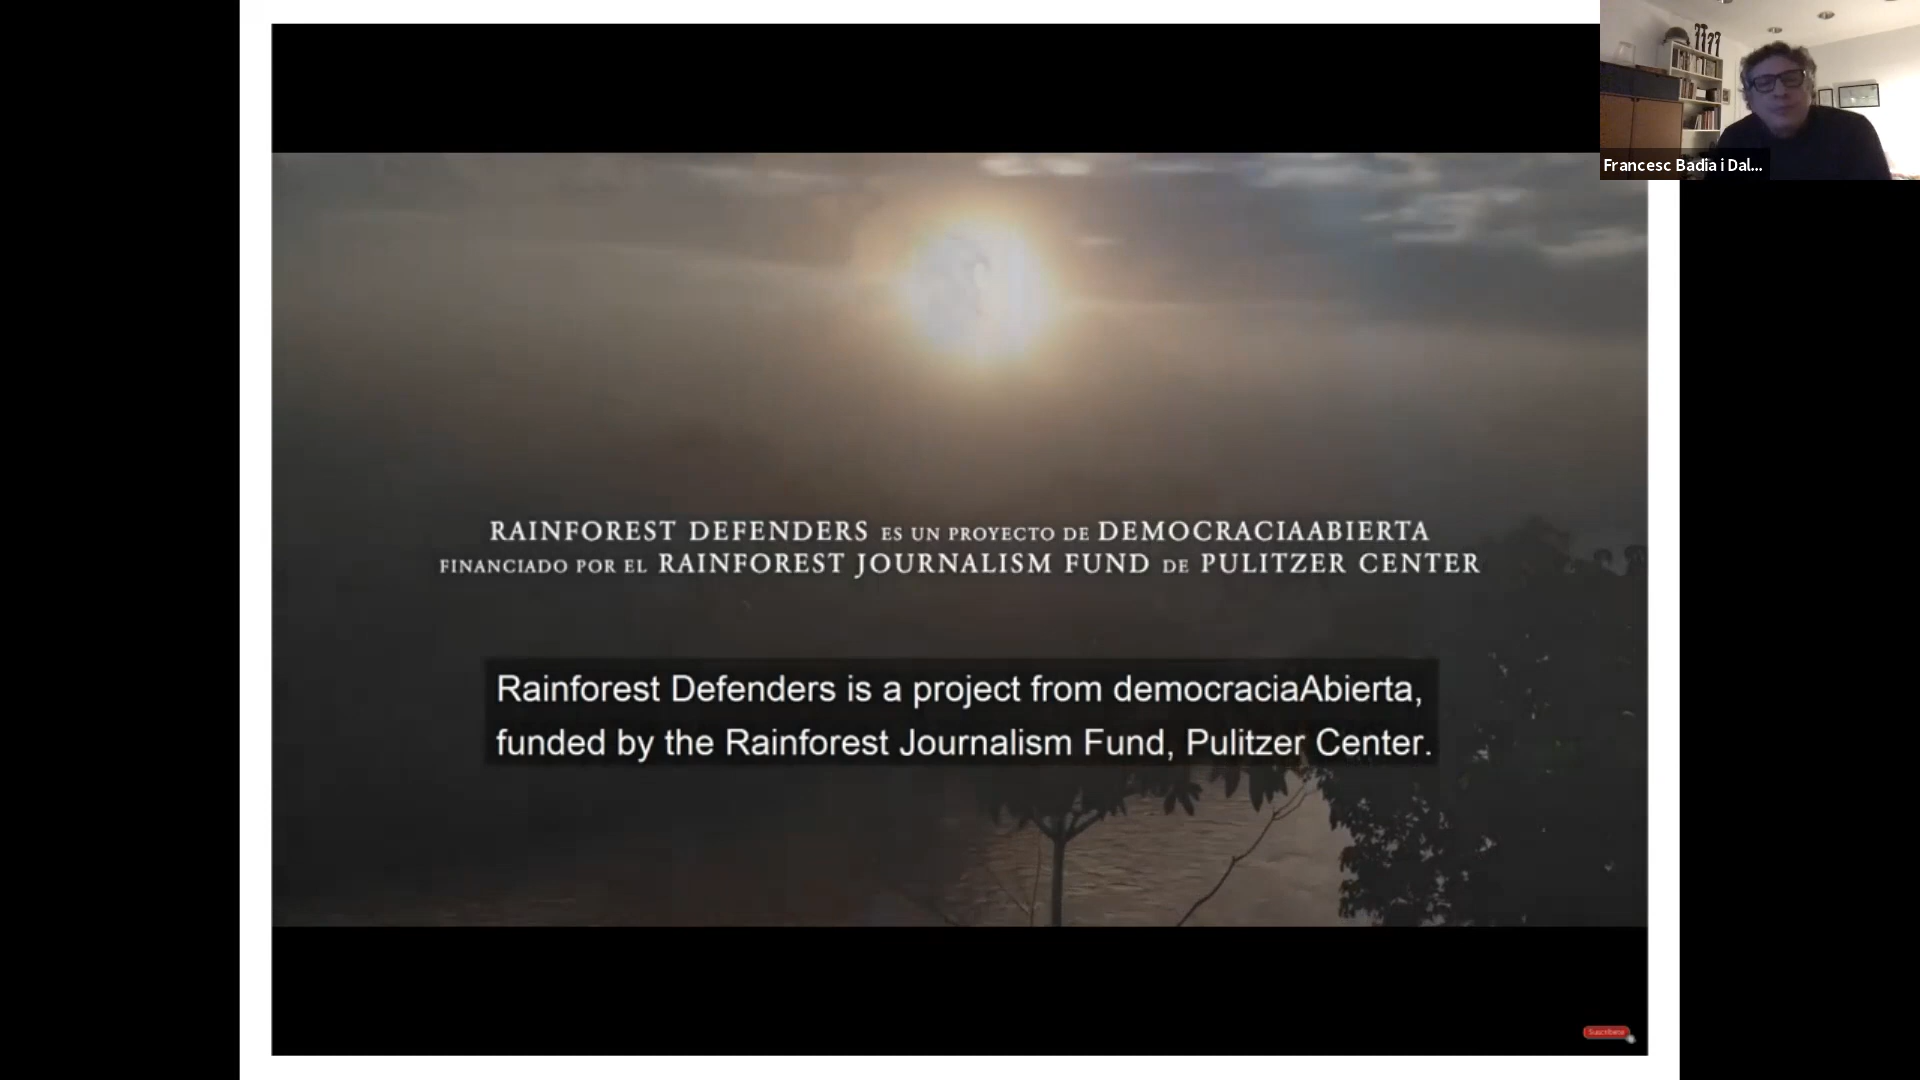 Francesc Badia i Dal...
RAINFOREST DEFENDERS ES UN PROYECTO DE DEMOCRACIAABIERTA
FINANCIADO POR EL RAINFOREST JOURNALISM FUND DE PULITZER CENTER
Rainforest Defenders is a project from democraciaAbierta,
funded by the Rainforest Journalism Fund, Pulitzer Center.
Suscribirse